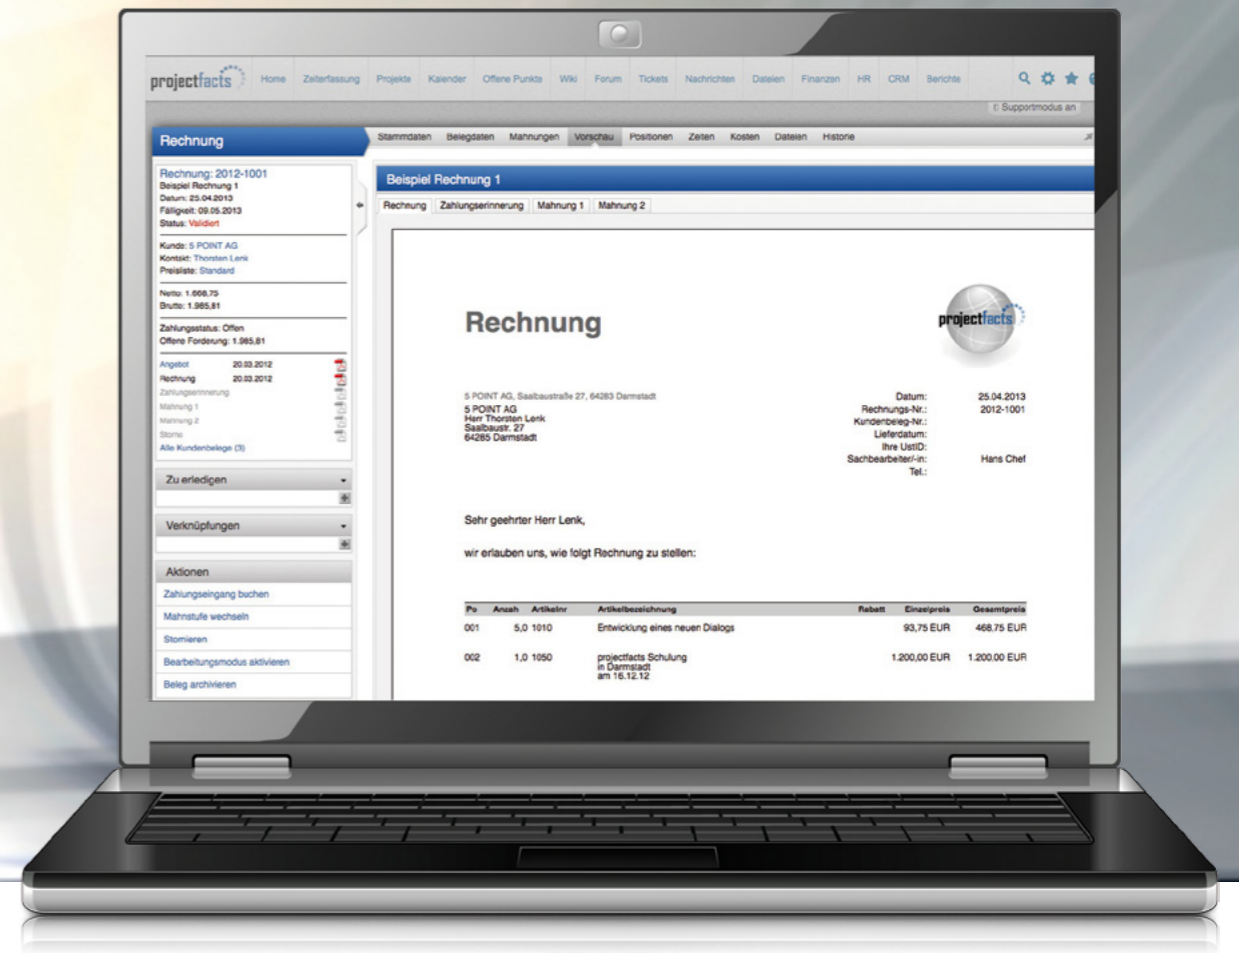 projectfacts
Home Zeiterfassung Projekte Kalender Offene Punkte Wiki Forum Tickets Nachrichten Dateien Finanzen HR CRM Berichte
Supportmodus an
Rechnung
Stammdaten Belegdaten Mahnungen Vorschau Positionen Zeiten Kosten Dateien Historie
Rechnung: 2012-1001
Beispiel Rechnung 1
Datum: 25.04.2013
Fälligkeit: 09.05.2013
Status: Validiert
Kunde: 5 POINT AG
Kontakt: Thorsten Lenk
Preisliste: Standard
Netto: 1.668,75
Brutto: 1.985,81
Zahlungsstatus: Offen
Offene Forderung: 1.985,81
Angebot 20.03.2012
Rechnung 20.03.2012
Zahlungserinnerung
Mahnung 1
Mahnung 2
Storno
Alle Kundenbelege (3)
Zu erledigen
Verknüpfungen
Aktionen
Zahlungseingang buchen
Mahnstufe wechseln
Stornieren
Bearbeitungsmodus aktivieren
Beleg archivieren
Beispiel Rechnung 1
Rechnung Zahlungserinnerung Mahnung 1 Mahnung 2
Rechnung
projectfacts
5 POINT AG, Saalbaustraße 27, 64283 Darmstadt
5 POINT AG
Herr Thorsten Lenk
Saalbaustr. 27
64285 Darmstadt
Datum: 25.04.2013
Rechnungs-Nr.: 2012-1001
Kundenbeleg-Nr.:
Lieferdatum:
Ihre UstID:
Sachbearbeiter/-in: Hans Chef
Tel.:
Sehr geehrter Herr Lenk,
wir erlauben uns, wie folgt Rechnung zu stellen:
Po Anzah Artikelnr Artikelbezeichnung Rabatt Einzelpreis Gesamtpreis
001 5,0 1010 Entwicklung eines neuen Dialogs 93,75 EUR 468,75 EUR
002 1,0 1050 projectfacts Schulung 1.200,00 EUR 1.200,00 EUR
in Darmstadt
am 16.12.12